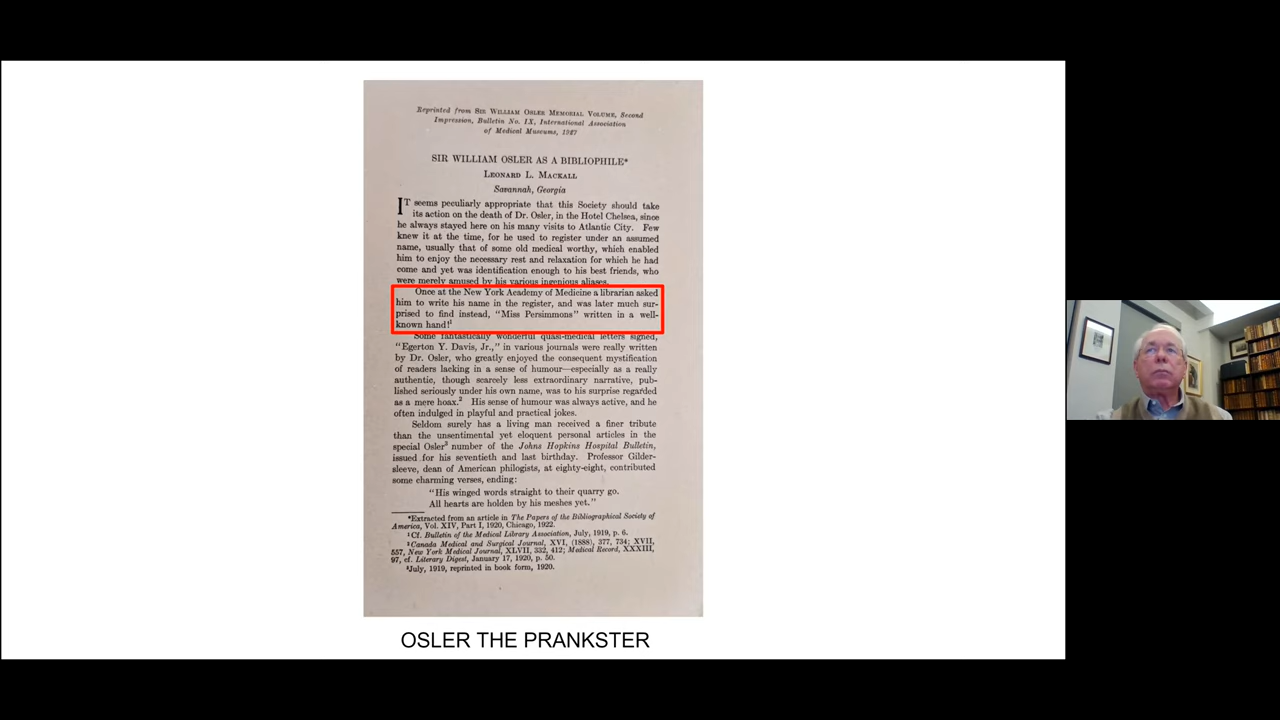 Reprinted from SIR WILLIAM OSLER MEMORIAL VOLUME, Second
Impression, Bulletin No. IX, International Association
of Medical Museums, 1927
SIR WILLIAM OSLER AS A BIBLIOPHILE*
LEONARD L. MACKALL
Savannah, Georgia
IT seems peculiarly appropriate that this Society should take
its action on the death of Dr. Osler, in the Hotel Chelsea, since
he always stayed here on his many visits to Atlantic City. Few
knew it at the time, for he used to register under an assumed
name, usually that of some old medical worthy, which enabled
him to enjoy the necessary rest and relaxation for which he had
come and yet was identification enough to his best friends, who
were merely amused by his various ingenious aliases.
Once at the New York Academy of Medicine a librarian asked
him to write his name in the register, and was later much sur-
prised to find instead, "Miss Persimmons" written in a well-
known hand!¹
Some fantastically wonderful quasi-medical letters signed,
"Egerton Y. Davis, Jr.," in various journals were really written
by Dr. Osler, who greatly enjoyed the consequent mystification
of readers lacking in a sense of humour—especially as a really
authentic, though scarcely less extraordinary narrative, pub-
lished seriously under his own name, was to his surprise regarded
as a mere hoax.² His sense of humour was always active, and he
often indulged in playful and practical jokes.
Seldom surely has a living man received a finer tribute
than the unsentimental yet eloquent personal articles in the
special Osler³ number of the Johns Hopkins Hospital Bulletin,
issued for his seventieth and last birthday. Professor Gilder-
sleeve, dean of American philogists, at eighty-eight, contributed
some charming verses, ending:
"His winged words straight to their quarry go.
All hearts are holden by his meshes yet."
*Extracted from an article in The Papers of the Bibliographical Society of
America, Vol. XIV, Part I, 1920, Chicago, 1922.
¹Cf. Bulletin of the Medical Library Association, July, 1919, p. 6.
²Canada Medical and Surgical Journal, XVI, (1888), 377, 734; XVII,
557, New York Medical Journal, XLVII, 332, 412; Medical Record, XXXIII,
97, cf. Literary Digest, January 17, 1920, p. 50.
³July, 1919, reprinted in book form, 1920.
OSLER THE PRANKSTER